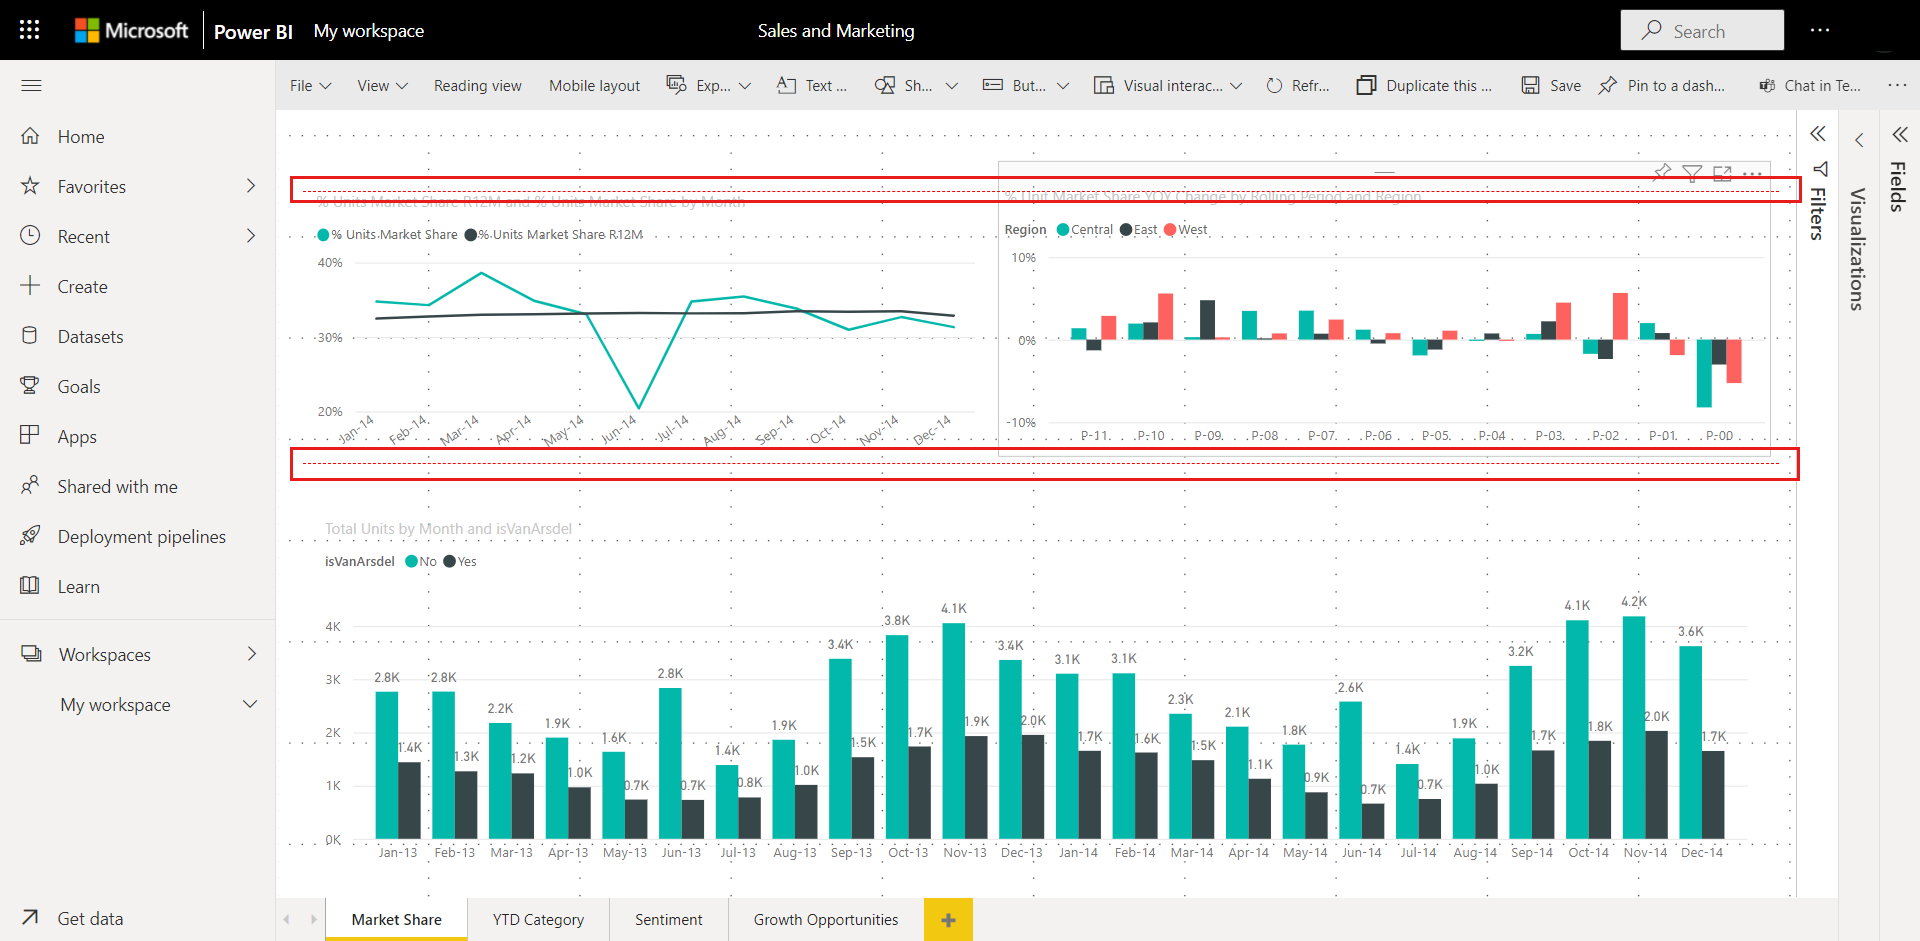 Microsoft Power BI My workspace
Sales and Marketing
Search
File View Reading view Mobile layout Exp... Text ... Sh... But... Visual interac... Refr... Duplicate this ... Save Pin to a dash... Chat in Te...
Home
Favorites
Recent
Create
Datasets
Goals
Apps
Shared with me
Deployment pipelines
Learn
Workspaces
My workspace
Get data
% Units Market Share R12M and % Units Market Share by Month
% Units Market Share % Units Market Share R12M
40%
30%
20%
Jan-14 Feb-14 Mar-14 Apr-14 May-14 Jun-14 Jul-14 Aug-14 Sep-14 Oct-14 Nov-14 Dec-14
% Unit Market Share YOY Change by Rolling Period and Region
Region Central East West
10%
0%
-10%
P-11 P-10 P-09 P-08 P-07 P-06 P-05 P-04 P-03 P-02 P-01 P-00
Total Units by Month and isVanArsdel
isVanArsdel No Yes
4K
3K
2K
1K
0K
2.8K 2.8K 2.2K 1.9K 1.6K 2.8K 1.4K 1.9K 3.4K 3.8K 4.1K 3.4K 3.1K 3.1K 2.3K 2.1K 1.8K 2.6K 1.4K 1.9K 3.2K 4.1K 4.2K 3.6K
1.4K 1.3K 1.2K 1.0K 0.7K 0.7K 0.8K 1.0K 1.5K 1.7K 1.9K 2.0K 1.7K 1.6K 1.5K 1.1K 0.9K 0.7K 0.7K 1.0K 1.7K 1.8K 2.0K 1.7K
Jan-13 Feb-13 Mar-13 Apr-13 May-13 Jun-13 Jul-13 Aug-13 Sep-13 Oct-13 Nov-13 Dec-13 Jan-14 Feb-14 Mar-14 Apr-14 May-14 Jun-14 Jul-14 Aug-14 Sep-14 Oct-14 Nov-14 Dec-14
Filters
Visualizations
Fields
Market Share YTD Category Sentiment Growth Opportunities